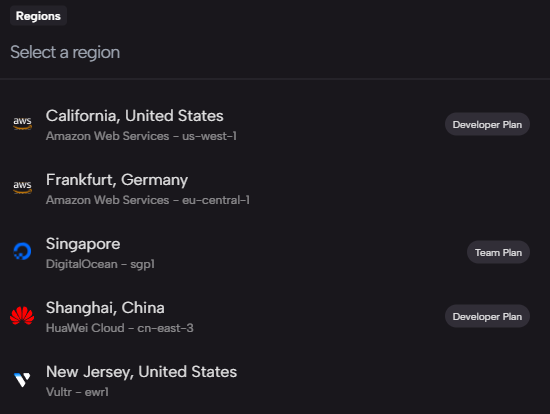 Regions
Select a region
aws
California, United States
Amazon Web Services - us-west-1
Developer Plan
aws
Frankfurt, Germany
Amazon Web Services - eu-central-1
Singapore
DigitalOcean - sgp1
Team Plan
Shanghai, China
HuaWei Cloud - cn-east-3
Developer Plan
New Jersey, United States
Vultr - ewr1